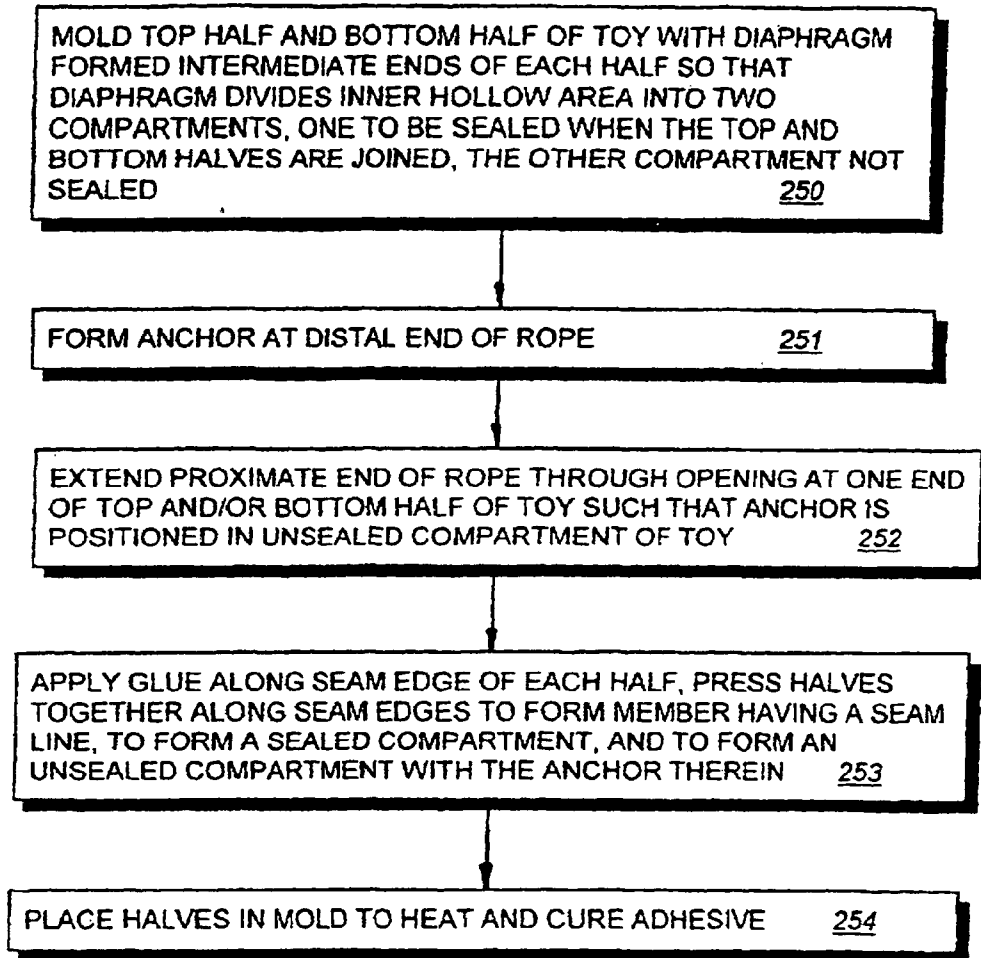 MOLD TOP HALF AND BOTTOM HALF OF TOY WITH DIAPHRAGM
FORMED INTERMEDIATE ENDS OF EACH HALF SO THAT
DIAPHRAGM DIVIDES INNER HOLLOW AREA INTO TWO
COMPARTMENTS, ONE TO BE SEALED WHEN THE TOP AND
BOTTOM HALVES ARE JOINED, THE OTHER COMPARTMENT NOT
SEALED 250
FORM ANCHOR AT DISTAL END OF ROPE 251
EXTEND PROXIMATE END OF ROPE THROUGH OPENING AT ONE END
OF TOP AND/OR BOTTOM HALF OF TOY SUCH THAT ANCHOR IS
POSITIONED IN UNSEALED COMPARTMENT OF TOY 252
APPLY GLUE ALONG SEAM EDGE OF EACH HALF, PRESS HALVES
TOGETHER ALONG SEAM EDGES TO FORM MEMBER HAVING A SEAM
LINE, TO FORM A SEALED COMPARTMENT, AND TO FORM AN
UNSEALED COMPARTMENT WITH THE ANCHOR THEREIN 253
PLACE HALVES IN MOLD TO HEAT AND CURE ADHESIVE 254